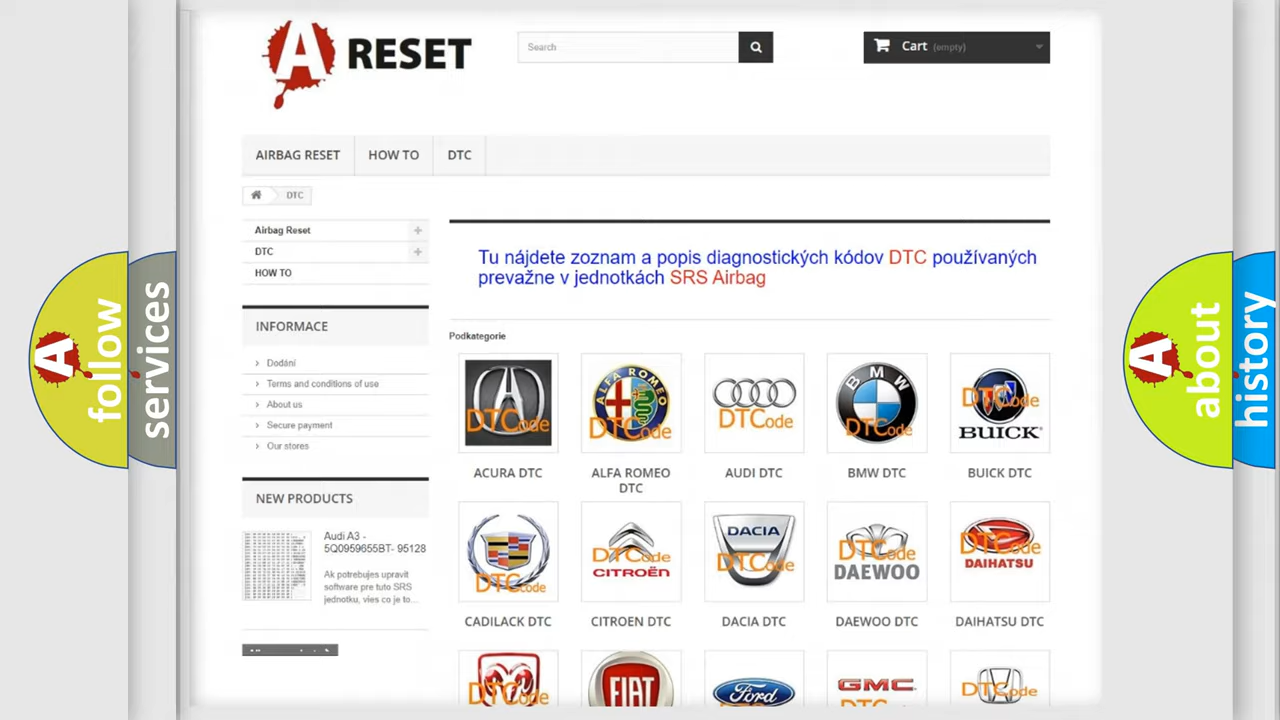 A RESET
Search
Cart (empty)
AIRBAG RESET
HOW TO
DTC
DTC
Airbag Reset
DTC
HOW TO
INFORMACE
Dodání
Terms and conditions of use
About us
Secure payment
Our stores
NEW PRODUCTS
Audi A3 -
5Q0959655BT- 95128
Ak potrebujes upravit
software pre tuto SRS
jednotku, vies co je to...
Tu nájdete zoznam a popis diagnostických kódov DTC používaných
prevažne v jednotkách SRS Airbag
Podkategorie
DTCode
ALFA ROMEO
DTCode
DTCode
BMW
DTCode
DTCode
BUICK
ACURA DTC
ALFA ROMEO
DTC
AUDI DTC
BMW DTC
BUICK DTC
DTCode
DTCode
CITROËN
DACIA
DTCode
DTCode
DAEWOO
DTCode
DAIHATSU
CADILACK DTC
CITROEN DTC
DACIA DTC
DAEWOO DTC
DAIHATSU DTC
DTCode
FIAT
Ford
GMC
DTCode
A follow
services
A about
history